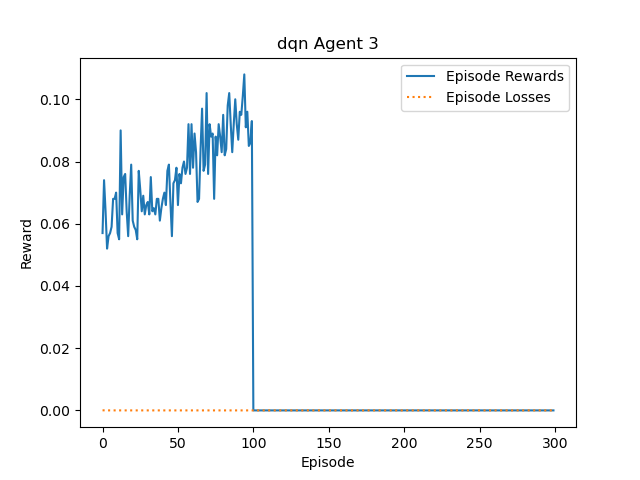 dqn Agent 3
Episode Rewards
Episode Losses
Reward
0.10
0.08
0.06
0.04
0.02
0.00
0 50 100 150 200 250 300
Episode